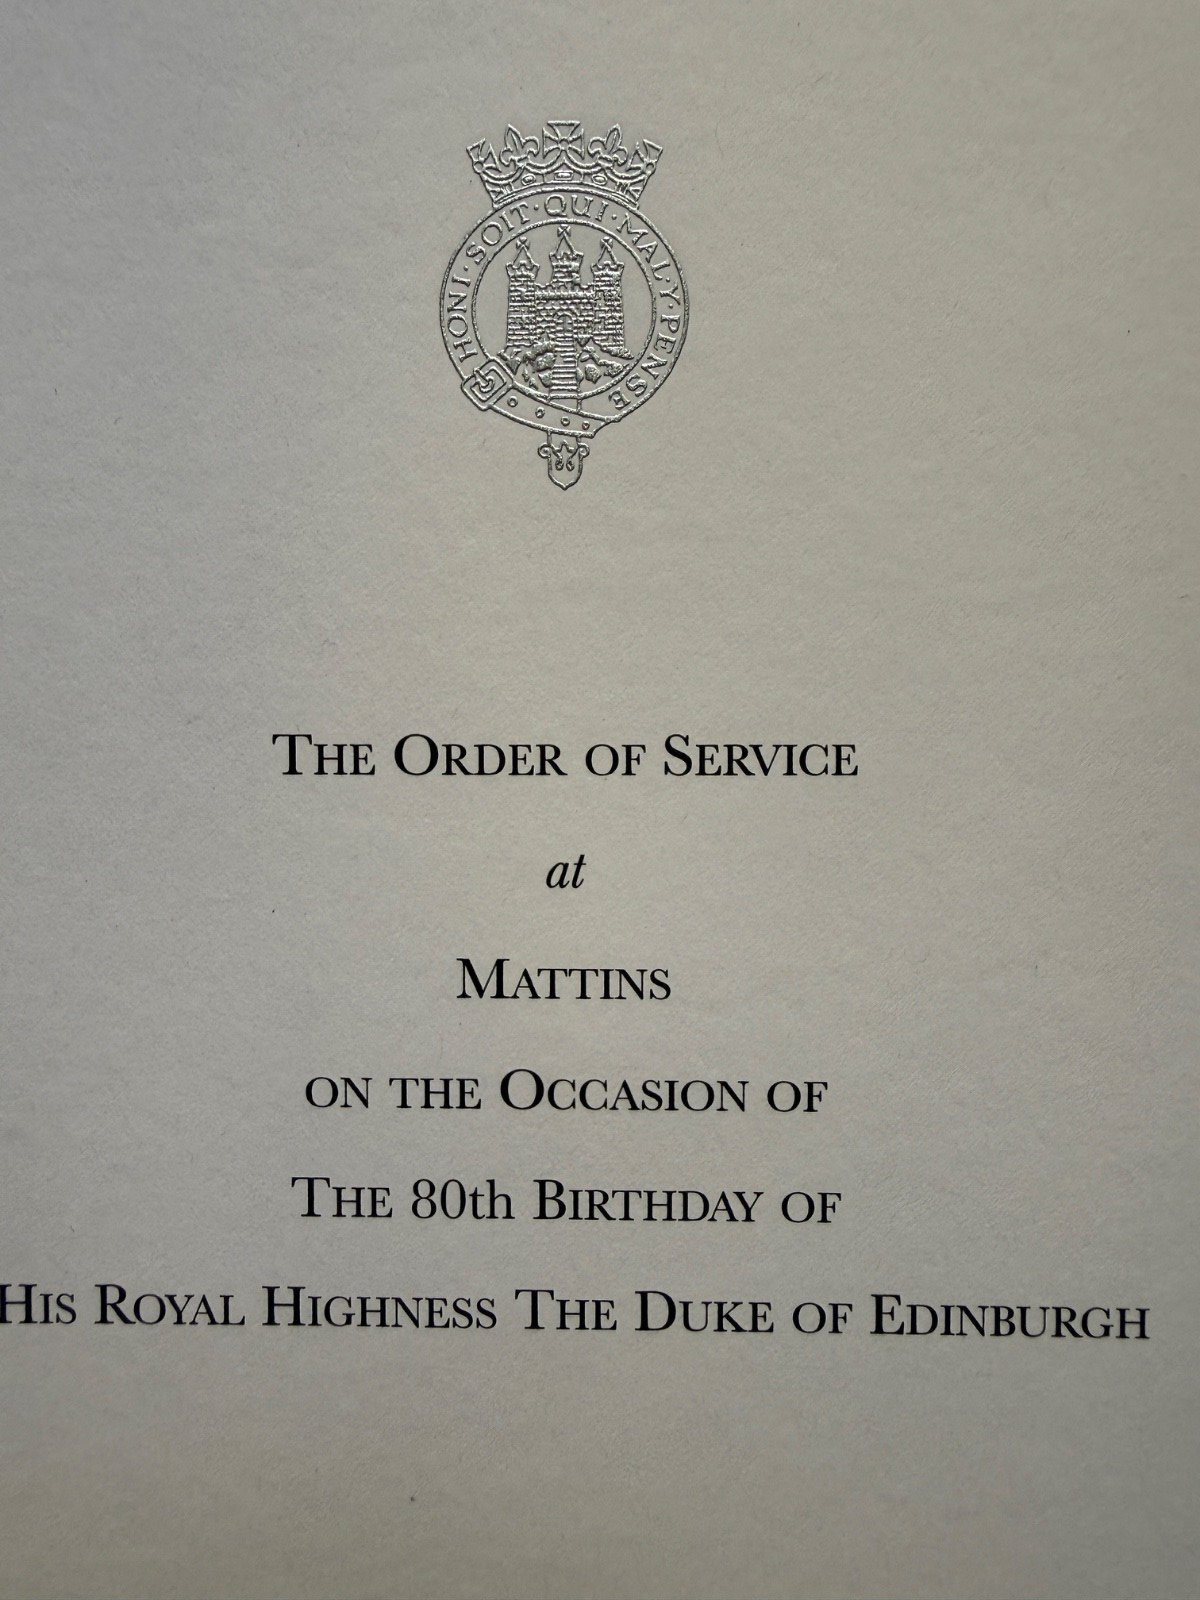 HONI·SOIT·QUI·MAL·Y·PENSE
THE ORDER OF SERVICE
at
MATTINS
ON THE OCCASION OF
THE 80th BIRTHDAY OF
HIS ROYAL HIGHNESS THE DUKE OF EDINBURGH